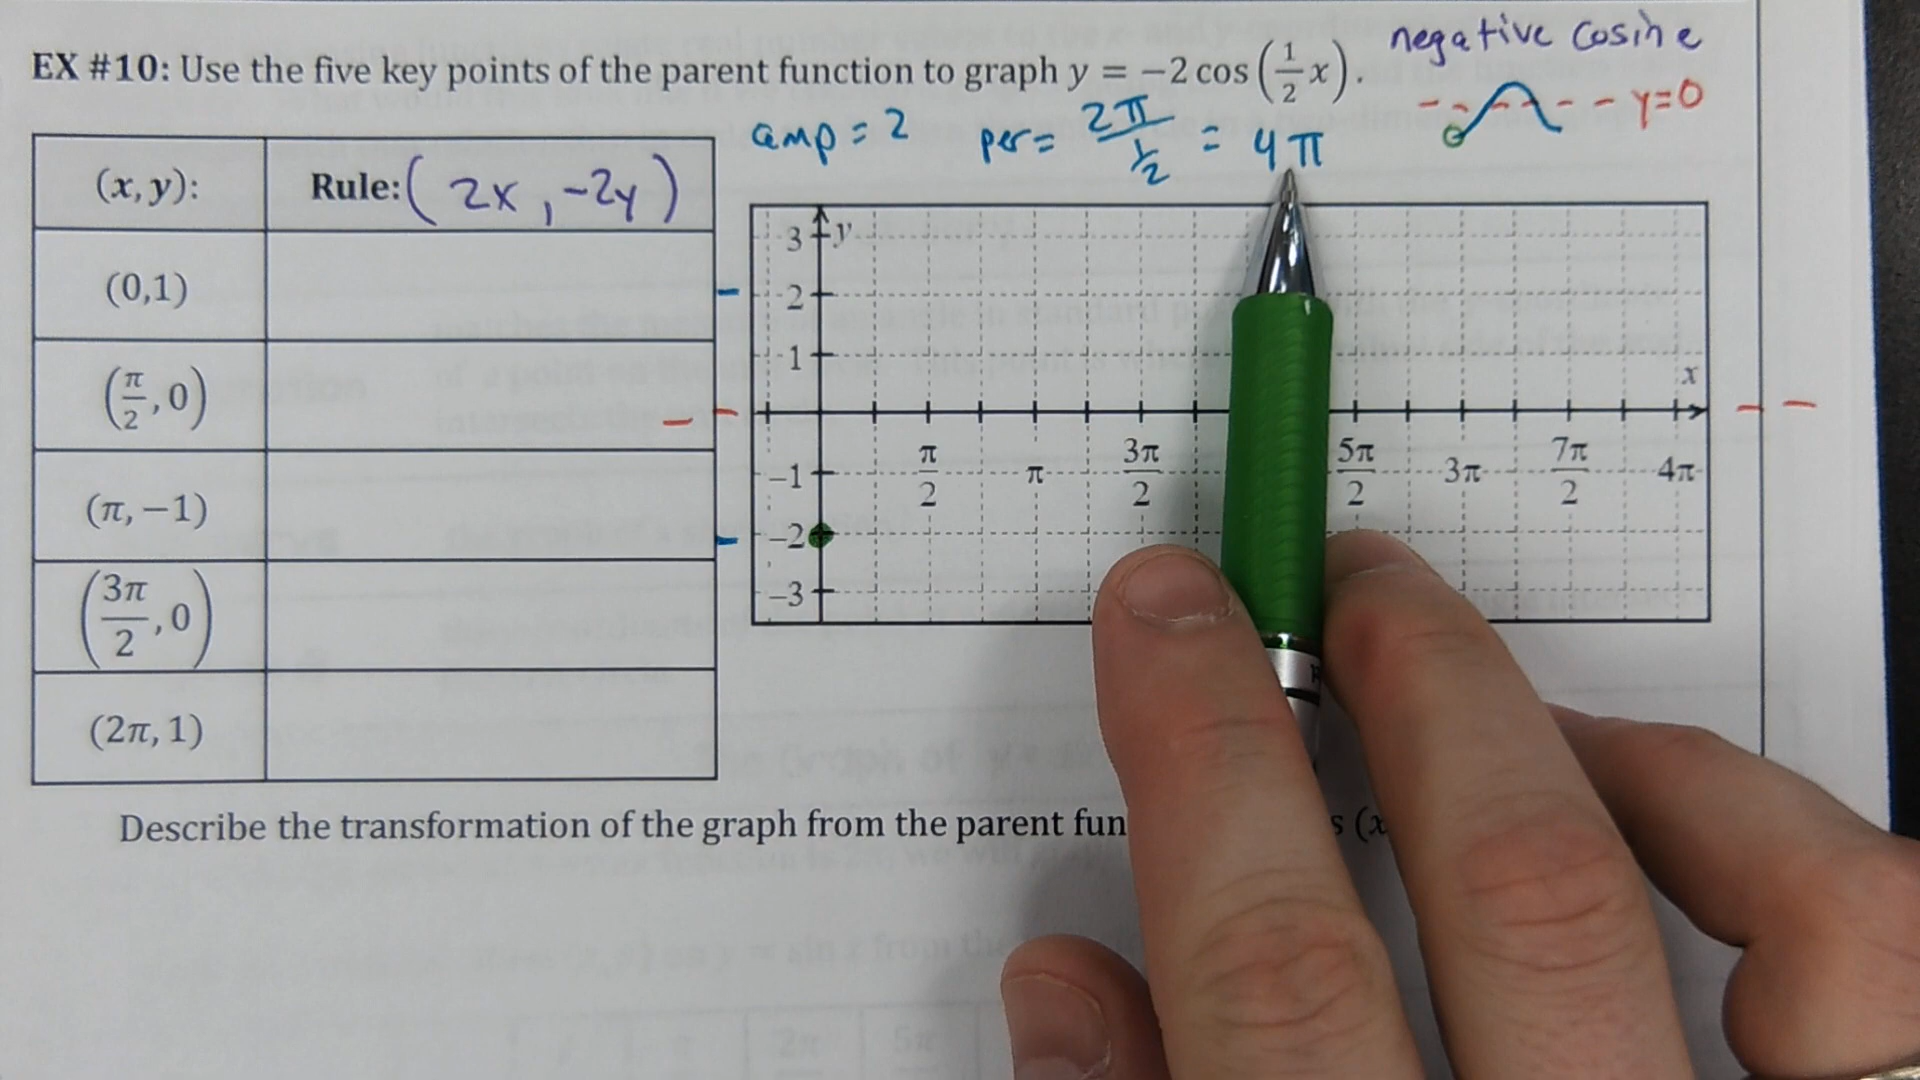 negative cosine
EX #10: Use the five key points of the parent function to graph y = −2 cos (1/2 x).
y=0
amp = 2 per = 2π / 1/2 = 4π
(x, y): Rule: ( 2x , -2y )
(0,1)
(π/2, 0)
(π, −1)
(3π/2, 0)
(2π, 1)
3 y
2
1
x
π/2 π 3π/2 5π/2 3π 7π/2 4π
−1
−2
−3
Describe the transformation of the graph from the parent